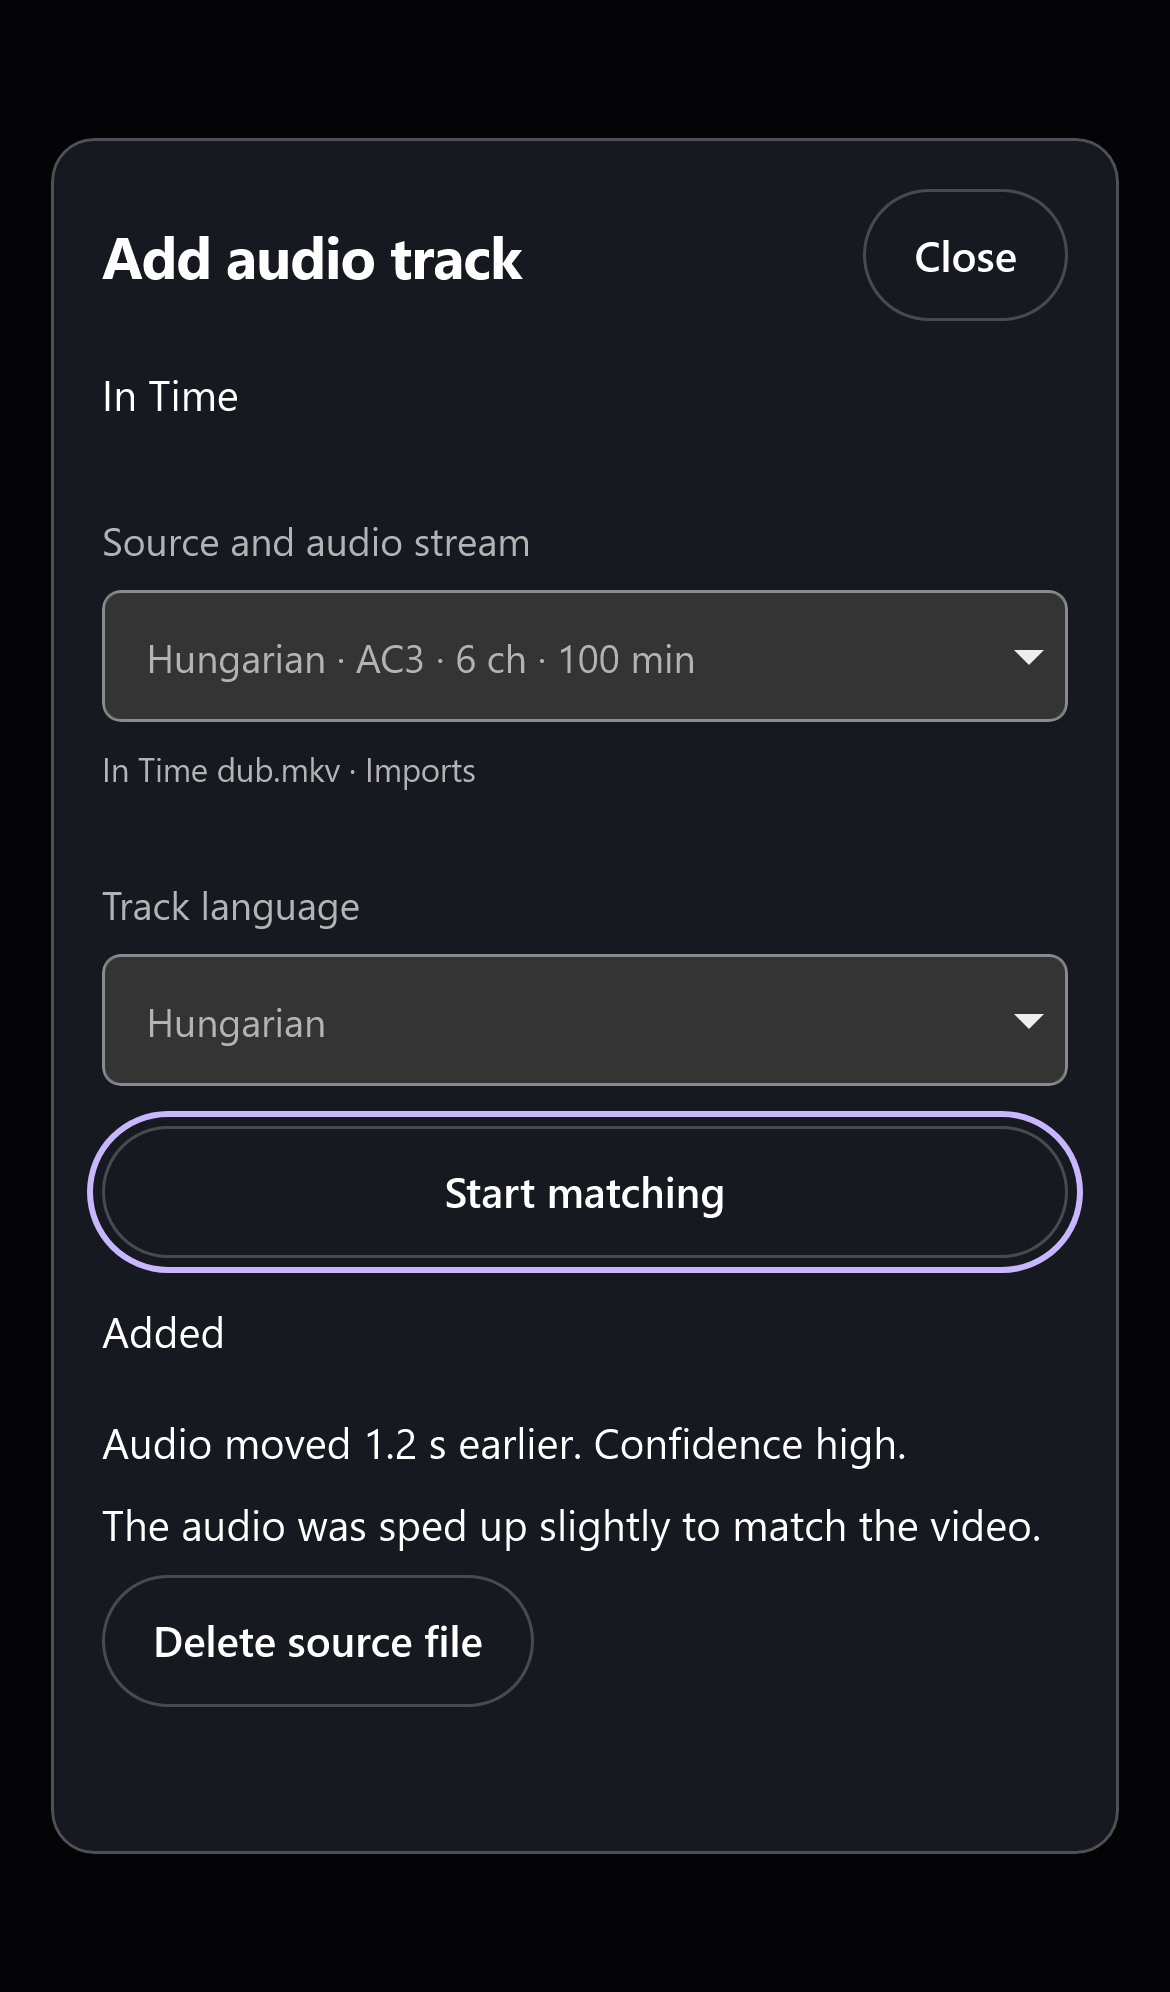 Add audio track
Close
In Time
Source and audio stream
Hungarian · AC3 · 6 ch · 100 min
In Time dub.mkv · Imports
Track language
Hungarian
Start matching
Added
Audio moved 1.2 s earlier. Confidence high.
The audio was sped up slightly to match the video.
Delete source file